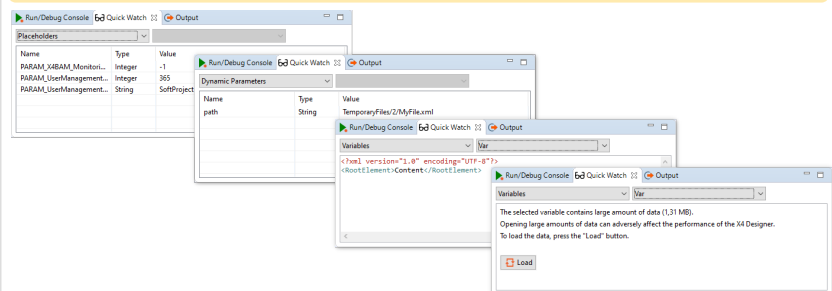 Run/Debug Console Quick Watch Output
Placeholders
Name Type Value
PARAM_X4BAM_Monitori... Integer -1
PARAM_UserManagement... Integer 365
PARAM_UserManagement... String SoftProject
Run/Debug Console Quick Watch Output
Dynamic Parameters
Name Type Value
path String TemporaryFiles/2/MyFile.xml
Run/Debug Console Quick Watch Output
Variables Var
<?xml version="1.0" encoding="UTF-8"?>
<RootElement>Content</RootElement>
Run/Debug Console Quick Watch Output
Variables Var
The selected variable contains large amount of data (1,31 MB).
Opening large amounts of data can adversely affect the performance of the X4 Designer.
To load the data, press the "Load" button.
Load